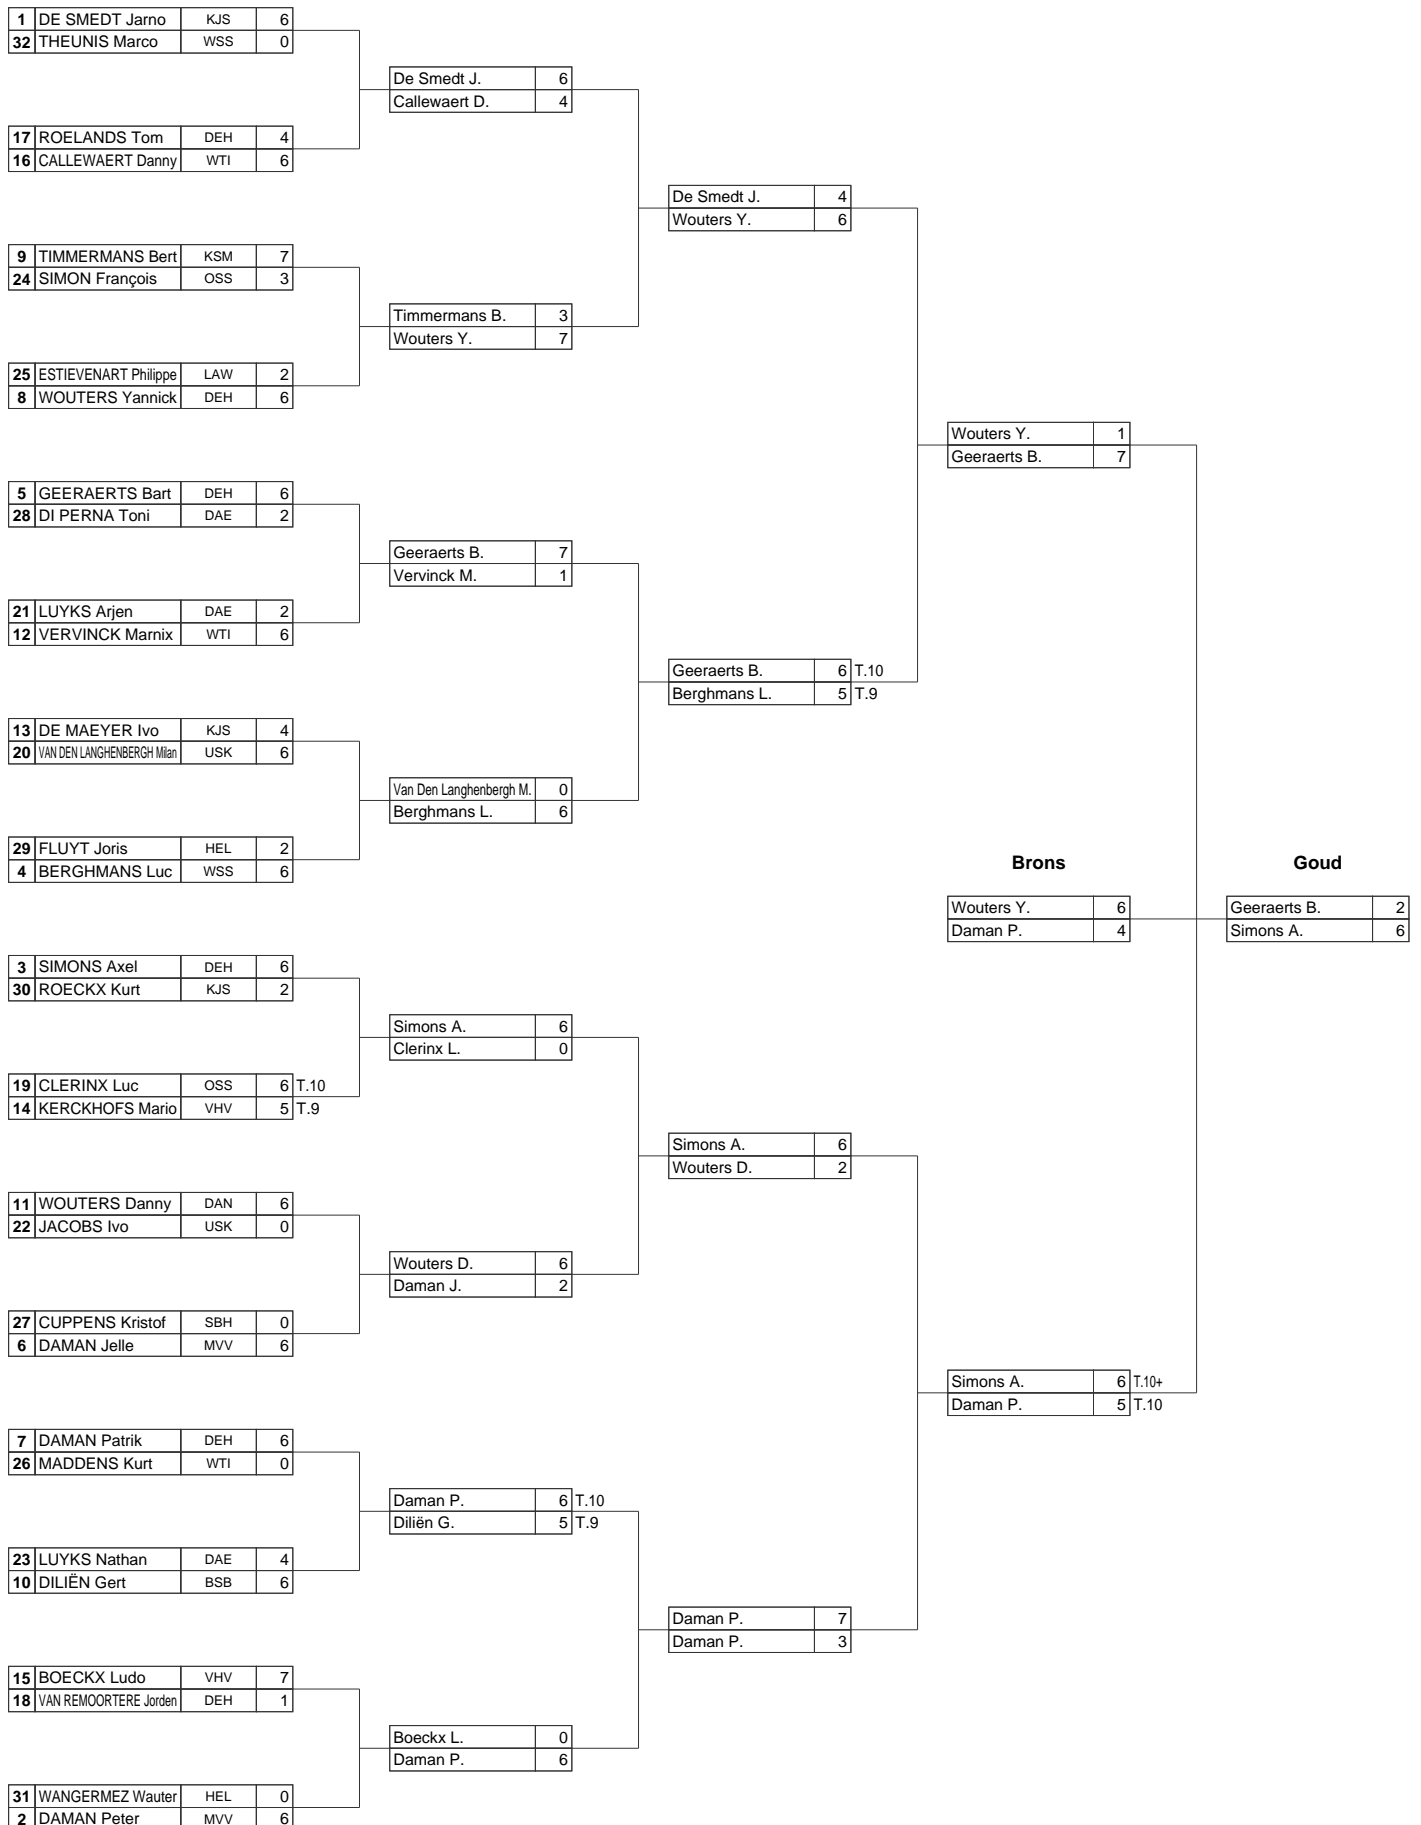 1 DE SMEDT Jarno KJS 6
32 THEUNIS Marco WSS 0
De Smedt J. 6
Callewaert D. 4
17 ROELANDS Tom DEH 4
16 CALLEWAERT Danny WTI 6
De Smedt J. 4
Wouters Y. 6
9 TIMMERMANS Bert KSM 7
24 SIMON François OSS 3
Timmermans B. 3
Wouters Y. 7
25 ESTIEVENART Philippe LAW 2
8 WOUTERS Yannick DEH 6
Wouters Y. 1
Geeraerts B. 7
5 GEERAERTS Bart DEH 6
28 DI PERNA Toni DAE 2
Geeraerts B. 7
Vervinck M. 1
21 LUYKS Arjen DAE 2
12 VERVINCK Marnix WTI 6
Geeraerts B. 6 T.10
Berghmans L. 5 T.9
13 DE MAEYER Ivo KJS 4
20 VAN DEN LANGHENBERGH Milan USK 6
Van Den Langhenbergh M. 0
Berghmans L. 6
29 FLUYT Joris HEL 2
4 BERGHMANS Luc WSS 6
Brons Goud
Wouters Y. 6 Geeraerts B. 2
Daman P. 4 Simons A. 6
3 SIMONS Axel DEH 6
30 ROECKX Kurt KJS 2
Simons A. 6
Clerinx L. 0
19 CLERINX Luc OSS 6 T.10
14 KERCKHOFS Mario VHV 5 T.9
Simons A. 6
Wouters D. 2
11 WOUTERS Danny DAN 6
22 JACOBS Ivo USK 0
Wouters D. 6
Daman J. 2
27 CUPPENS Kristof SBH 0
6 DAMAN Jelle MVV 6
Simons A. 6 T.10+
Daman P. 5 T.10
7 DAMAN Patrik DEH 6
26 MADDENS Kurt WTI 0
Daman P. 6 T.10
Diliën G. 5 T.9
23 LUYKS Nathan DAE 4
10 DILIËN Gert BSB 6
Daman P. 7
Daman P. 3
15 BOECKX Ludo VHV 7
18 VAN REMOORTERE Jorden DEH 1
Boeckx L. 0
Daman P. 6
31 WANGERMEZ Wauter HEL 0
2 DAMAN Peter MVV 6